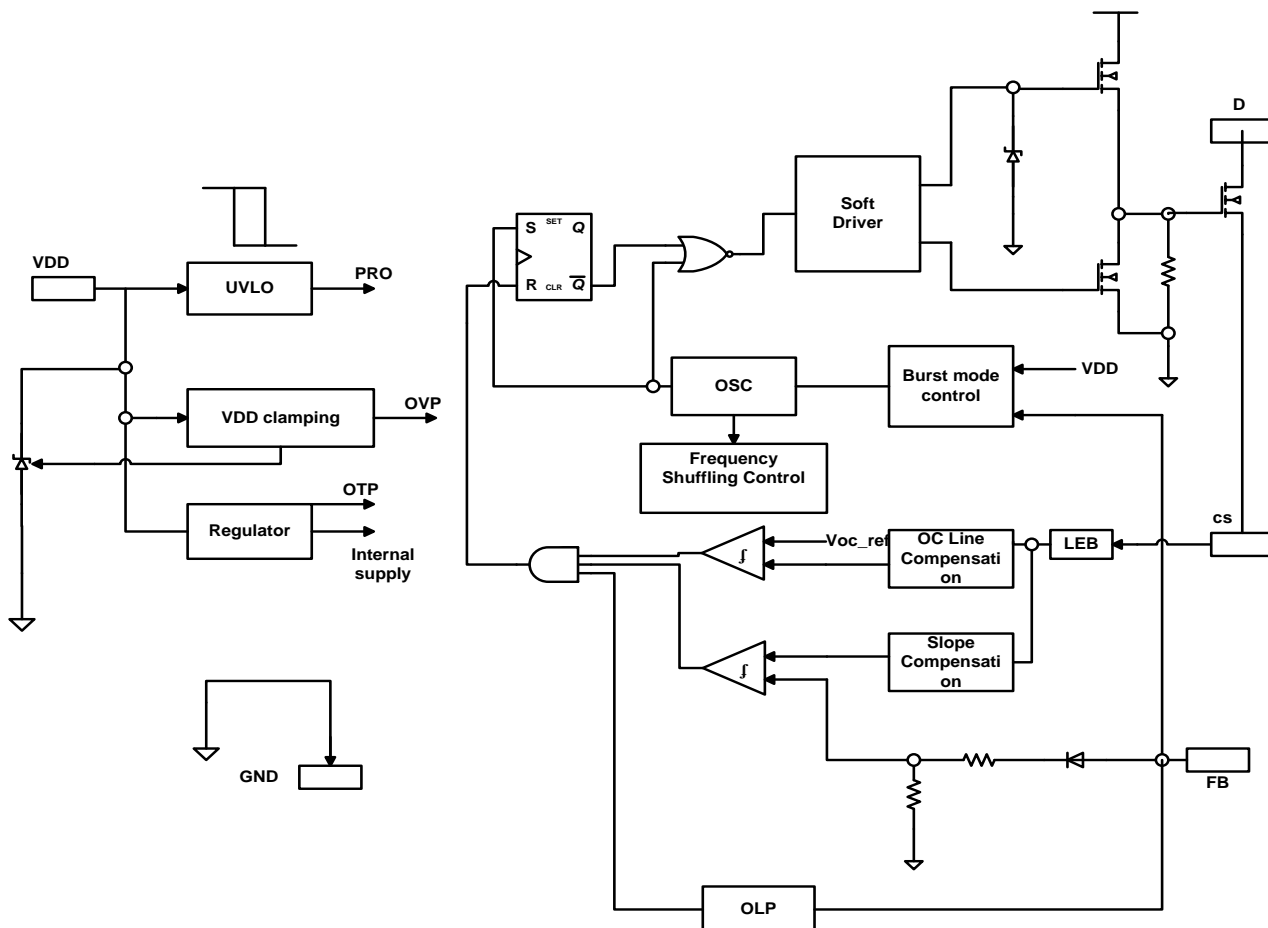 D
Soft
Driver
S
SET
Q
R
CLR
Q
VDD
UVLO
PRO
VDD clamping
OVP
OTP
Regulator
Internal
supply
OSC
Burst mode
control
VDD
Frequency
Shuffling Control
Voc_ref
OC Line
Compensati
on
LEB
cs
Slope
Compensati
on
GND
FB
OLP